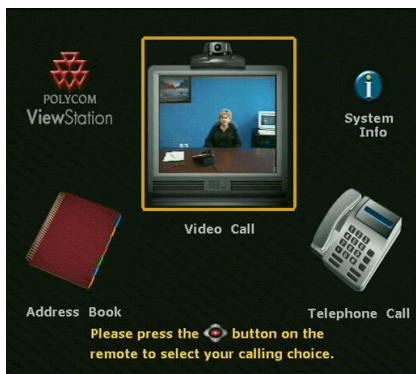 POLYCOM
ViewStation
System
Info
Video Call
Address Book
Telephone Call
Please press the button on the
remote to select your calling choice.